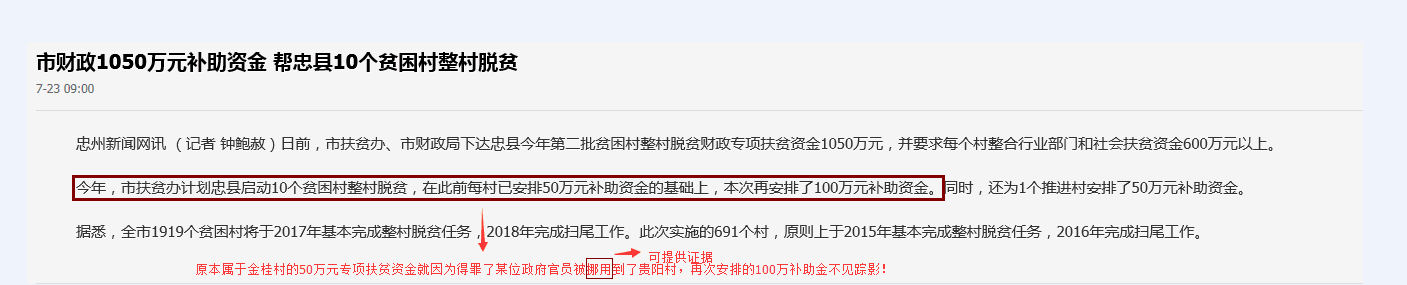 市财政1050万元补助资金 帮忠县10个贫困村整村脱贫
7-23 09:00
忠州新闻网讯 （记者 钟鲍赦）日前，市扶贫办、市财政局下达忠县今年第二批贫困村整村脱贫财政专项扶贫资金1050万元，并要求每个村整合行业部门和社会扶贫资金600万元以上。
今年，市扶贫办计划忠县启动10个贫困村整村脱贫，在此前每村已安排50万元补助资金的基础上，本次再安排了100万元补助资金。同时，还为1个推进村安排了50万元补助资金。
据悉，全市1919个贫困村将于2017年基本完成整村脱贫任务，2018年完成扫尾工作。此次实施的691个村，原则上于2015年基本完成整村脱贫任务，2016年完成扫尾工作。
可提供证据
原本属于金桂村的50万元专项扶贫资金就因为得罪了某位政府官员被挪用到了贵阳村，再次安排的100万补助金不见踪影！